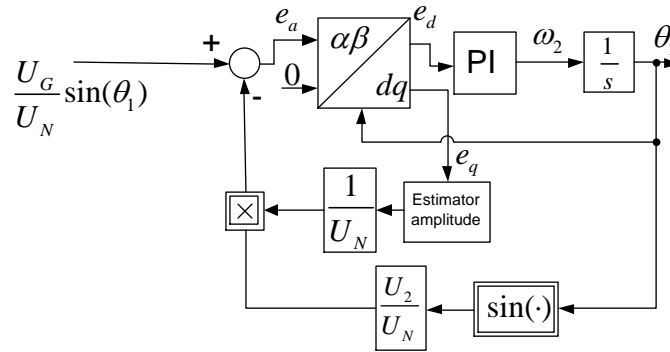 e_a
αβ
e_d
+
-
0
dq
PI
ω_2
1/s
θ
U_G/U_N sin(θ_1)
e_q
1/U_N
Estimator
amplitude
×
U_2/U_N
sin(·)